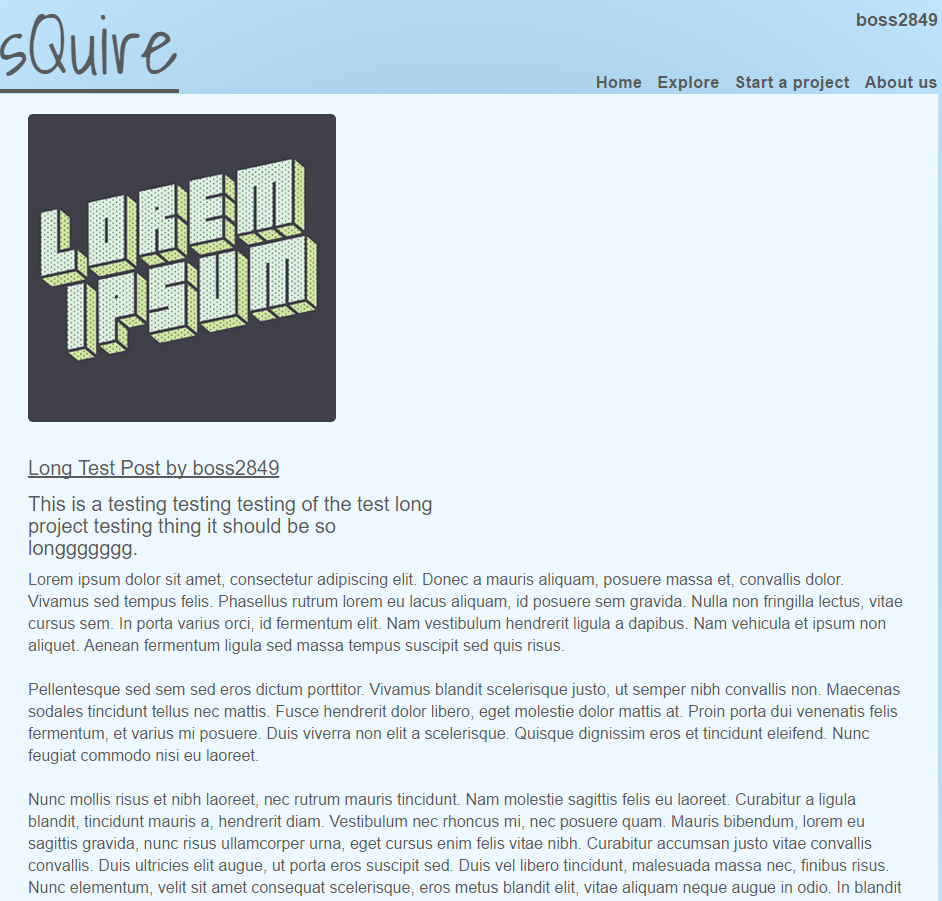 sQuire
boss2849
Home Explore Start a project About us
LOREM
IPSUM
Long Test Post by boss2849
This is a testing testing testing of the test long
project testing thing it should be so
longggggggg.
Lorem ipsum dolor sit amet, consectetur adipiscing elit. Donec a mauris aliquam, posuere massa et, convallis dolor.
Vivamus sed tempus felis. Phasellus rutrum lorem eu lacus aliquam, id posuere sem gravida. Nulla non fringilla lectus, vitae
cursus sem. In porta varius orci, id fermentum elit. Nam vestibulum hendrerit ligula a dapibus. Nam vehicula et ipsum non
aliquet. Aenean fermentum ligula sed massa tempus suscipit sed quis risus.
Pellentesque sed sem sed eros dictum porttitor. Vivamus blandit scelerisque justo, ut semper nibh convallis non. Maecenas
sodales tincidunt tellus nec mattis. Fusce hendrerit dolor libero, eget molestie dolor mattis at. Proin porta dui venenatis felis
fermentum, et varius mi posuere. Duis viverra non elit a scelerisque. Quisque dignissim eros et tincidunt eleifend. Nunc
feugiat commodo nisi eu laoreet.
Nunc mollis risus et nibh laoreet, nec rutrum mauris tincidunt. Nam molestie sagittis felis eu laoreet. Curabitur a ligula
blandit, tincidunt mauris a, hendrerit diam. Vestibulum nec rhoncus mi, nec posuere quam. Mauris bibendum, lorem eu
sagittis gravida, nunc risus ullamcorper urna, eget cursus enim felis vitae nibh. Curabitur accumsan justo vitae convallis
convallis. Duis ultricies elit augue, ut porta eros suscipit sed. Duis vel libero tincidunt, malesuada massa nec, finibus risus.
Nunc elementum, velit sit amet consequat scelerisque, eros metus blandit elit, vitae aliquam neque augue in odio. In blandit